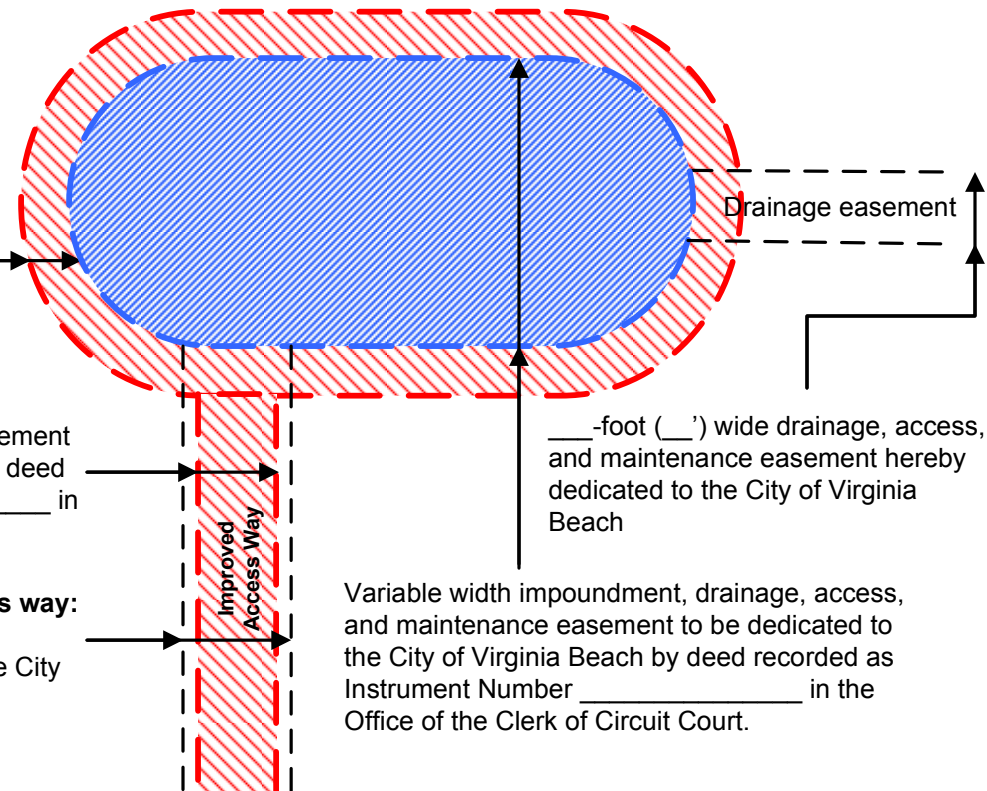 Drainage easement
___-foot (__’) wide drainage, access,
and maintenance easement hereby
dedicated to the City of Virginia
Beach
deed
____ in
Improved
Access Way
way:
City
Variable width impoundment, drainage, access,
and maintenance easement to be dedicated to
the City of Virginia Beach by deed recorded as
Instrument Number ________________ in the
Office of the Clerk of Circuit Court.